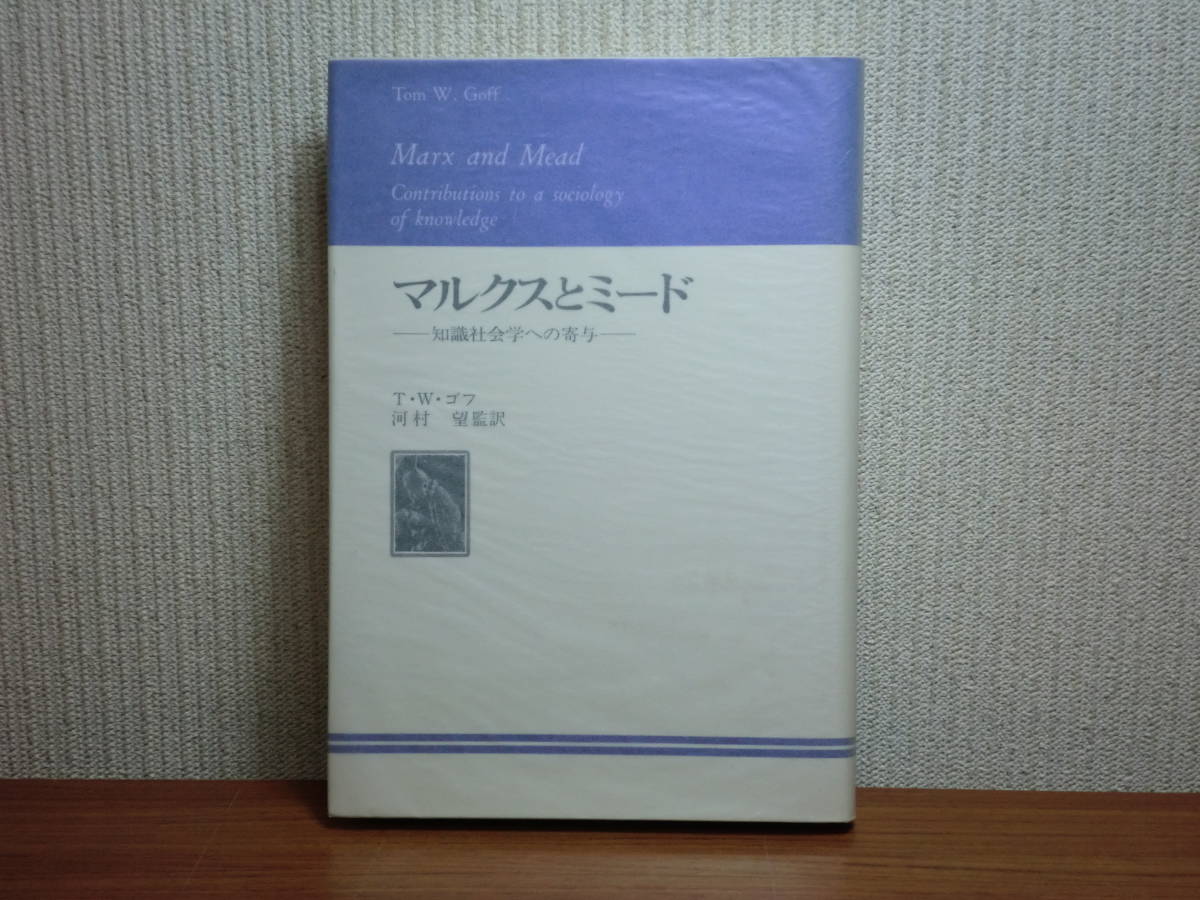 Tom W. Goff
Marx and Mead
Contributions to a sociology
of knowledge
マルクスとミード
——知識社会学への寄与——
T・W・ゴフ
河村 望監訳